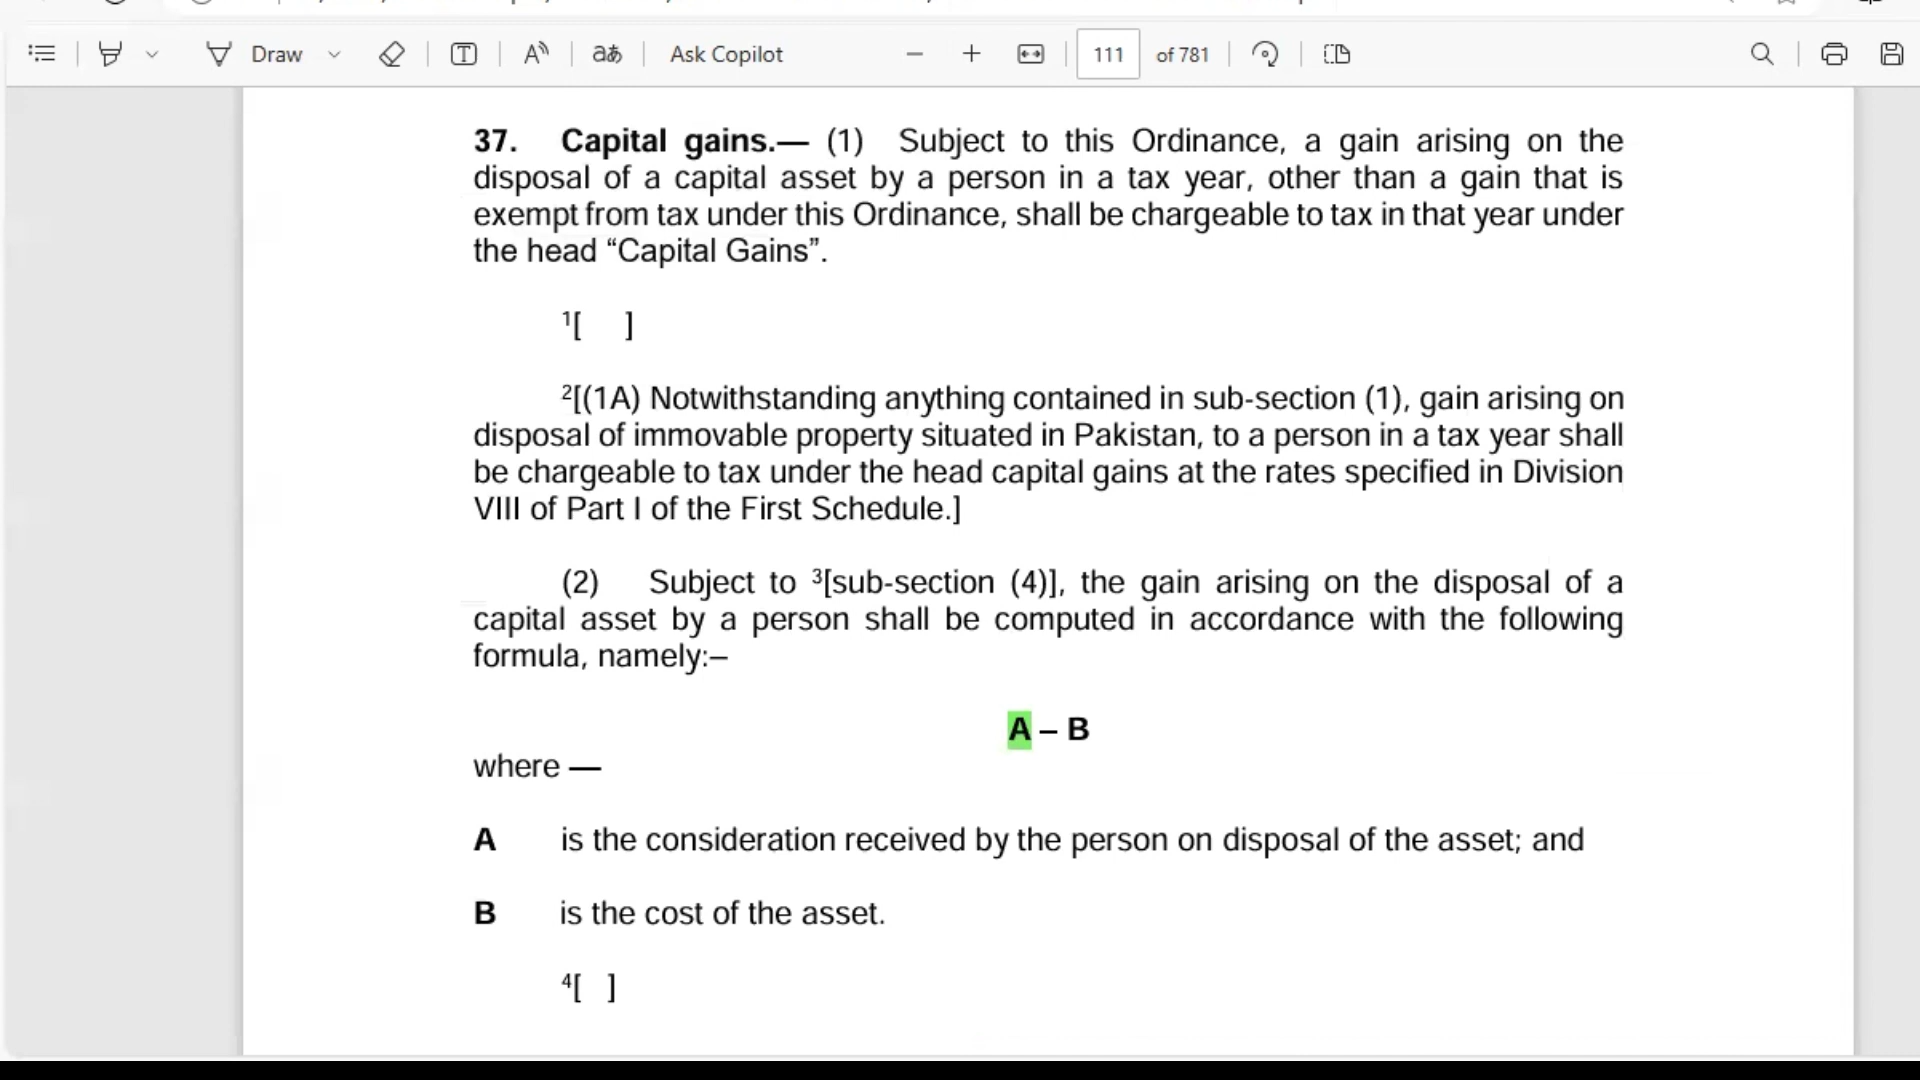 Draw
Ask Copilot
111 of 781
37. Capital gains.— (1) Subject to this Ordinance, a gain arising on the
disposal of a capital asset by a person in a tax year, other than a gain that is
exempt from tax under this Ordinance, shall be chargeable to tax in that year under
the head “Capital Gains”.
1[ ]
2[(1A) Notwithstanding anything contained in sub-section (1), gain arising on
disposal of immovable property situated in Pakistan, to a person in a tax year shall
be chargeable to tax under the head capital gains at the rates specified in Division
VIII of Part I of the First Schedule.]
(2) Subject to 3[sub-section (4)], the gain arising on the disposal of a
capital asset by a person shall be computed in accordance with the following
formula, namely:–
A – B
where —
A is the consideration received by the person on disposal of the asset; and
B is the cost of the asset.
4[ ]